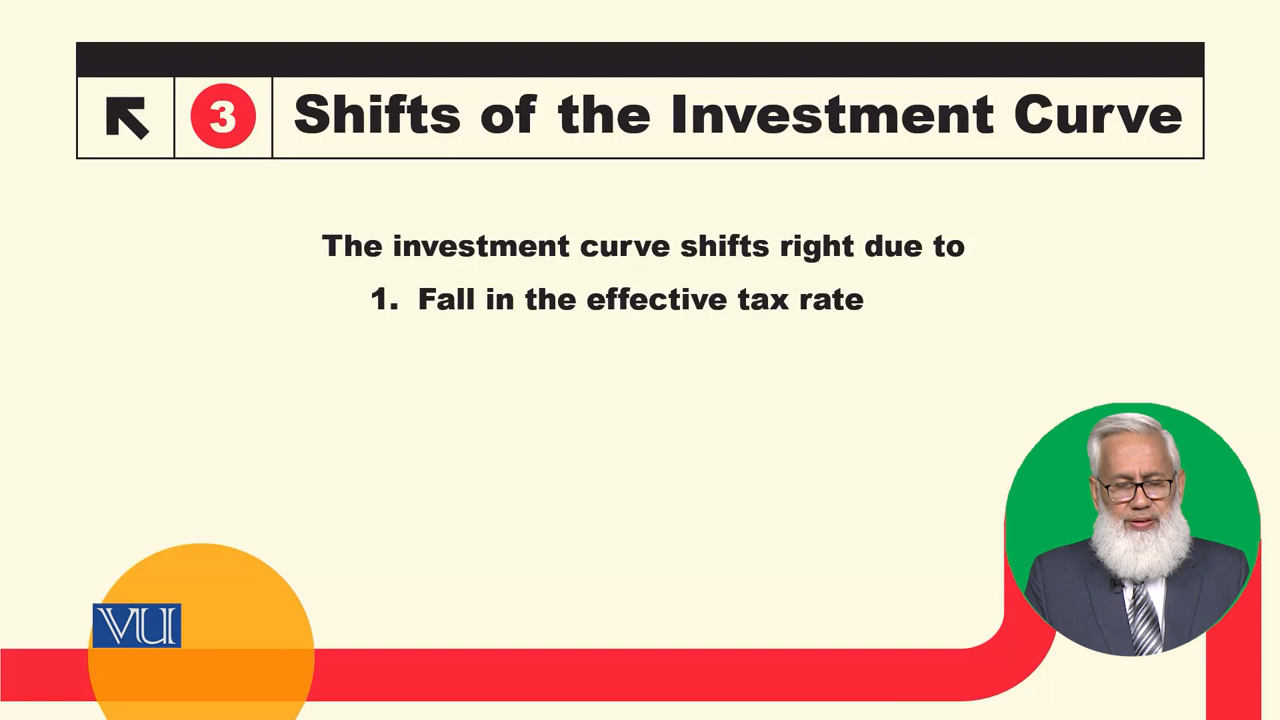 3 Shifts of the Investment Curve
The investment curve shifts right due to
1. Fall in the effective tax rate
VU